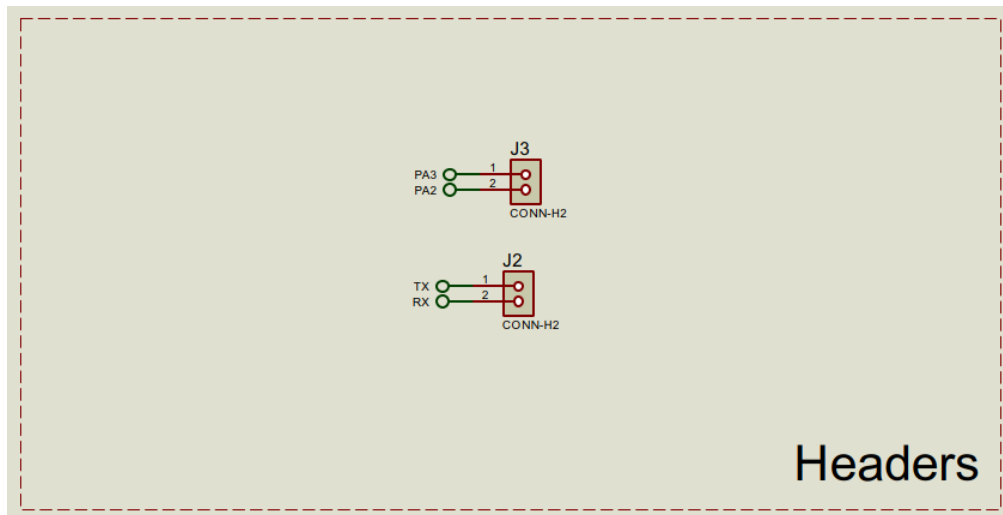 J3
PA3 1
PA2 2
CONN-H2
J2
TX 1
RX 2
CONN-H2
Headers